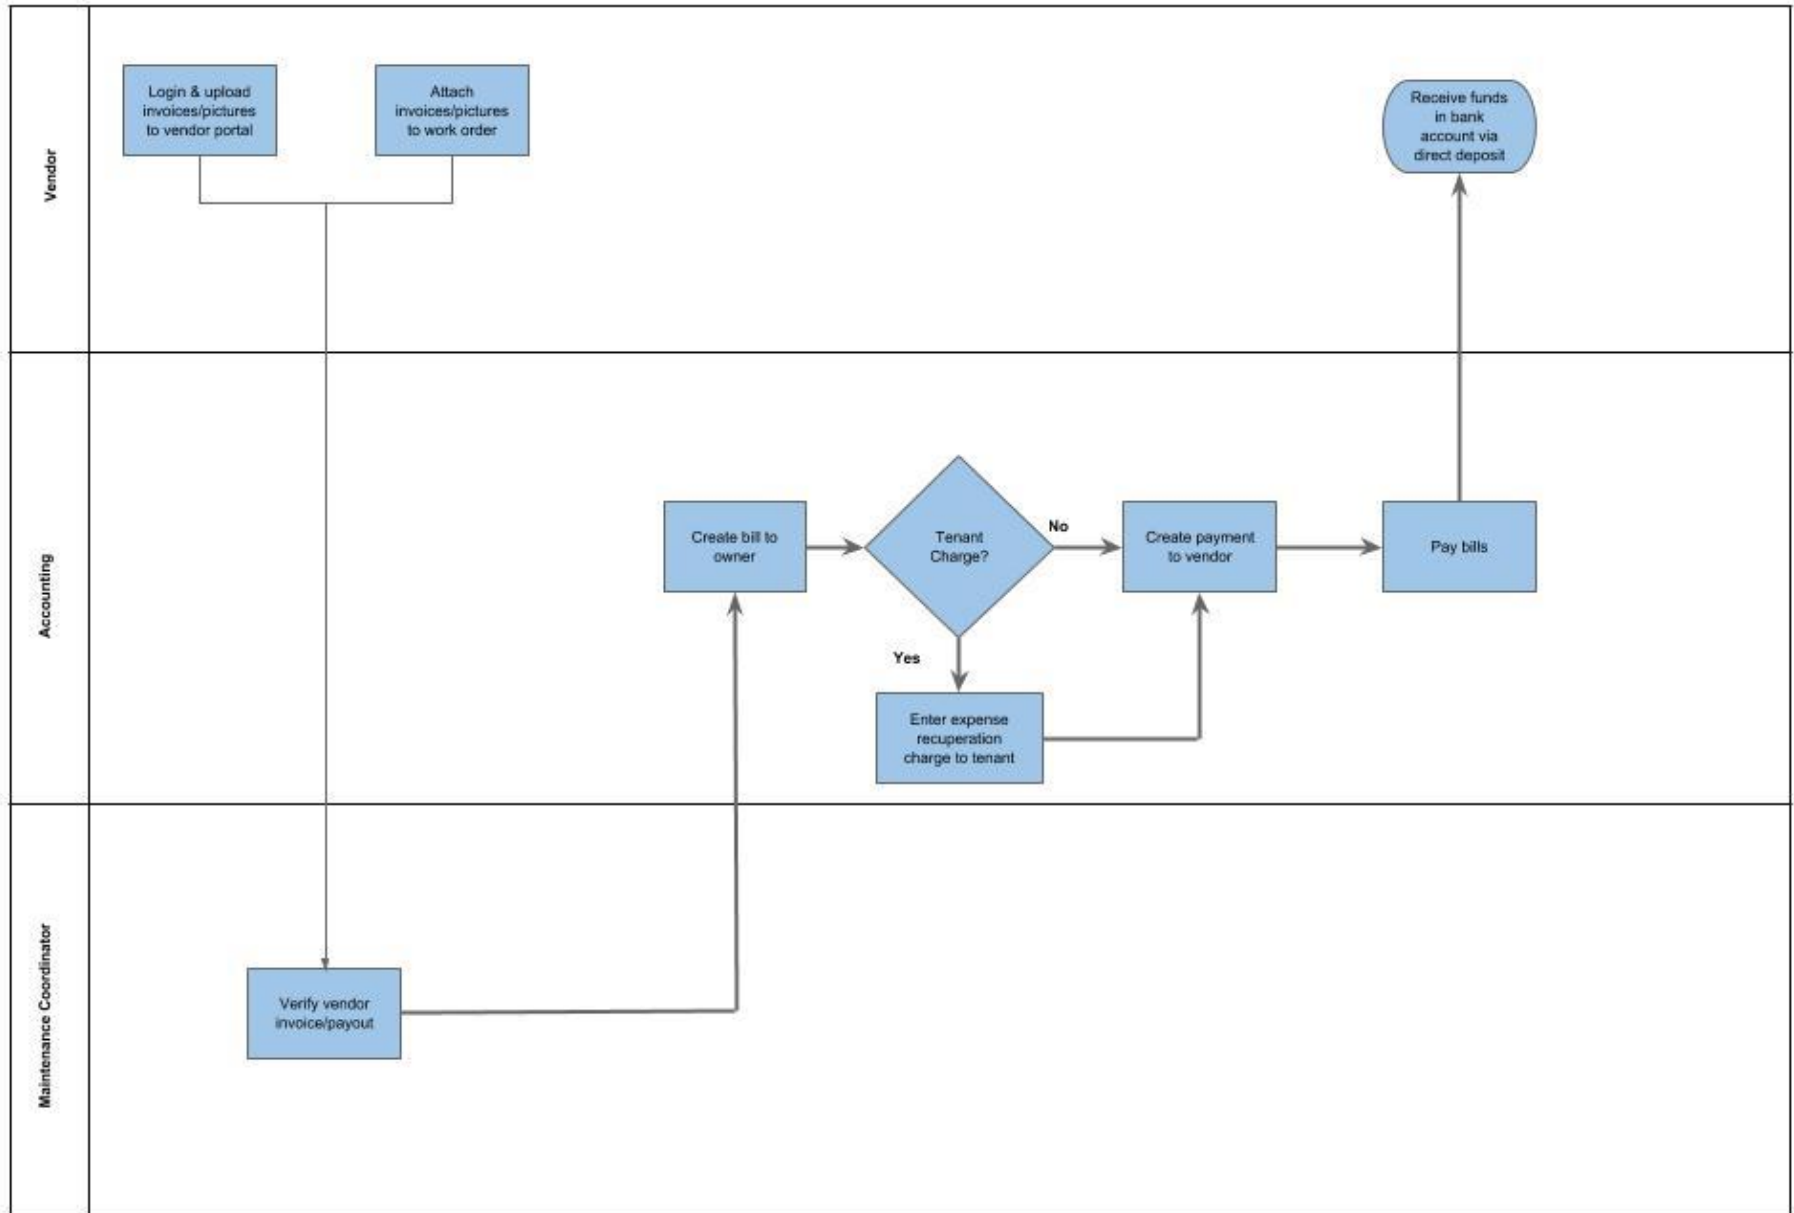 Vendor
Login & upload
invoices/pictures
to vendor portal
Attach
invoices/pictures
to work order
Receive funds
in bank
account via
direct deposit
Accounting
Create bill to
owner
Tenant
Charge?
No
Create payment
to vendor
Pay bills
Yes
Enter expense
recuperation
charge to tenant
Maintenance Coordinator
Verify vendor
invoice/payout